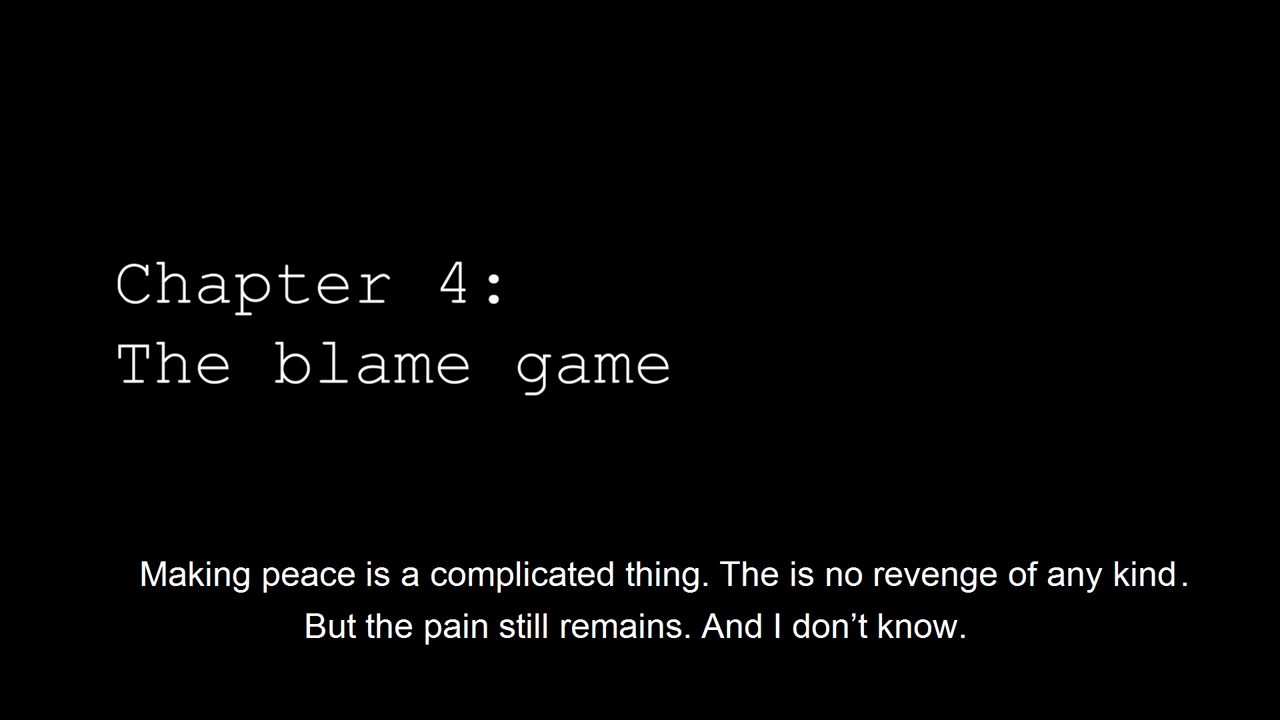 Chapter 4:
The blame game
Making peace is a complicated thing. The is no revenge of any kind.
But the pain still remains. And I don’t know.